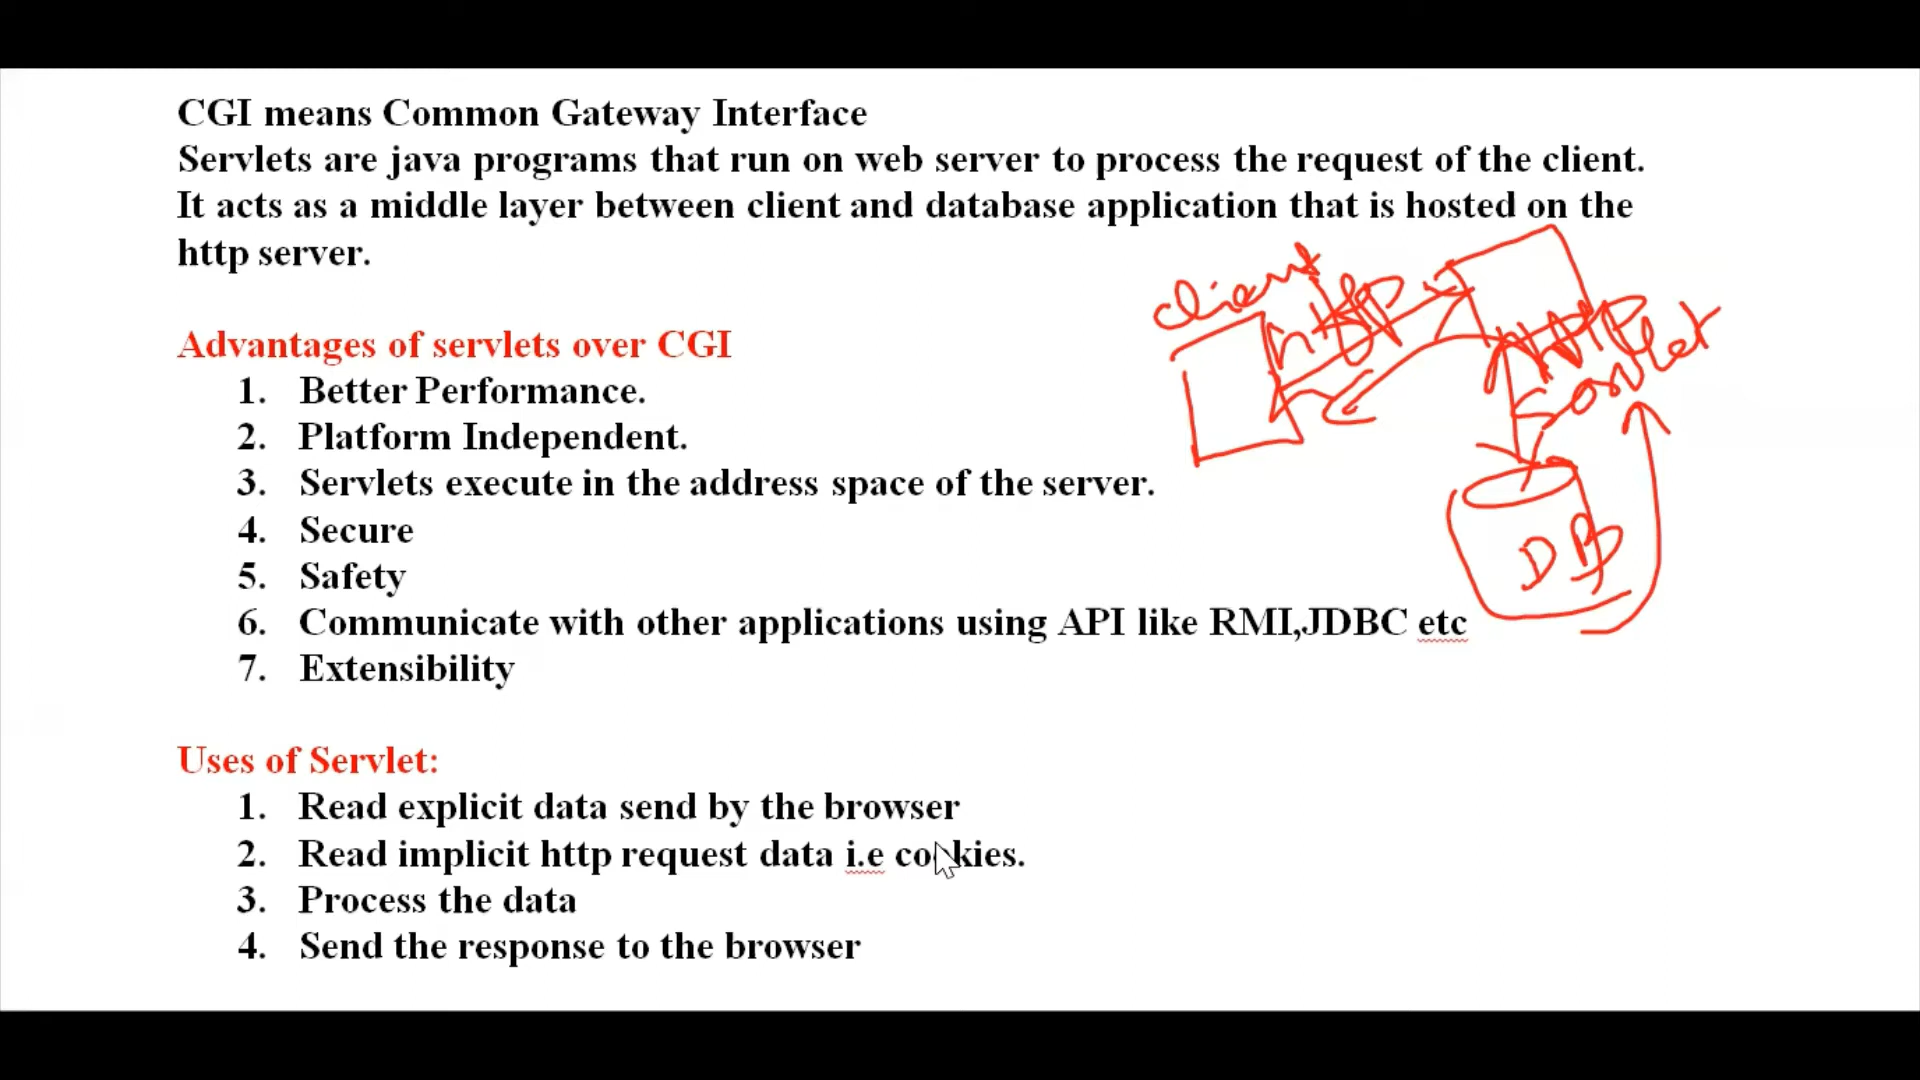 CGI means Common Gateway Interface
Servlets are java programs that run on web server to process the request of the client.
It acts as a middle layer between client and database application that is hosted on the
http server.
client
http
http
servlet
DB
Advantages of servlets over CGI
1. Better Performance.
2. Platform Independent.
3. Servlets execute in the address space of the server.
4. Secure
5. Safety
6. Communicate with other applications using API like RMI,JDBC etc
7. Extensibility
Uses of Servlet:
1. Read explicit data send by the browser
2. Read implicit http request data i.e cookies.
3. Process the data
4. Send the response to the browser